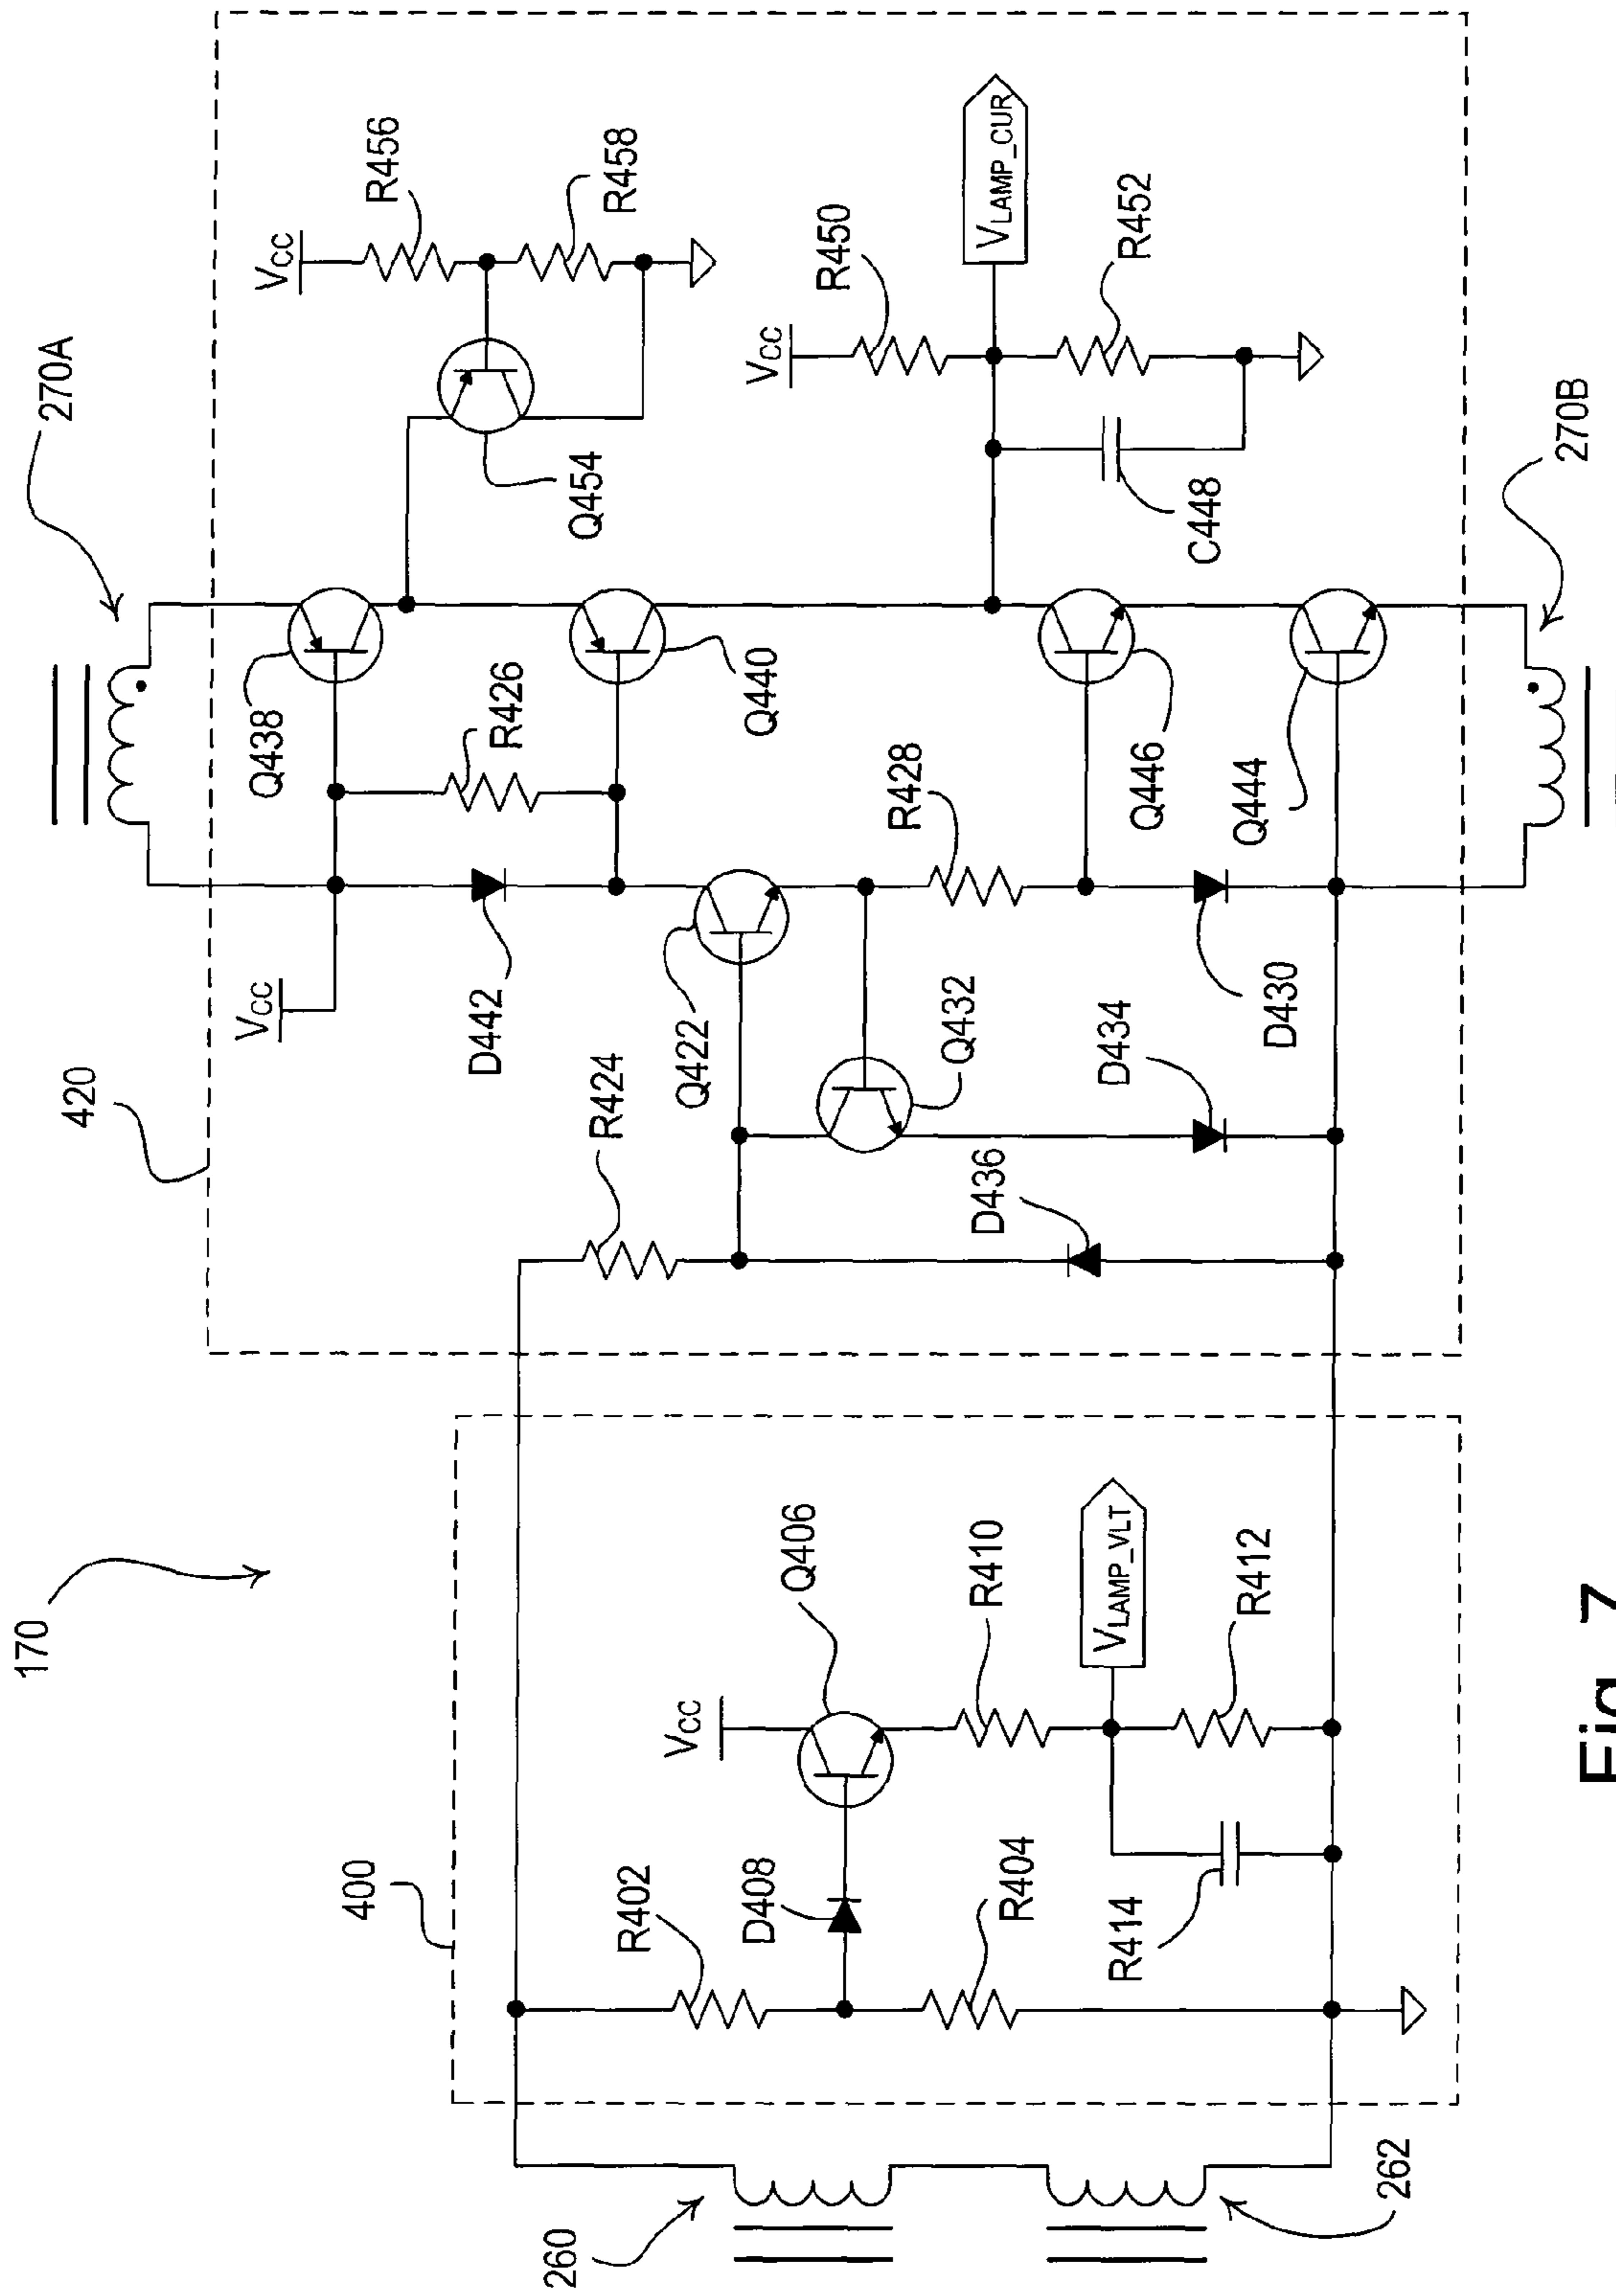 170
400
260
262
R402
D408
R404
R414
VCC
Q406
R410
VLAMP_VLT
R412
420
VCC
R424
D442
Q422
Q432
D436
D434
D430
270A
Q438
R426
Q440
R428
Q446
Q444
270B
Q454
VCC
R456
R458
VCC
R450
VLAMP_CUR
R452
C448
Fig. 7